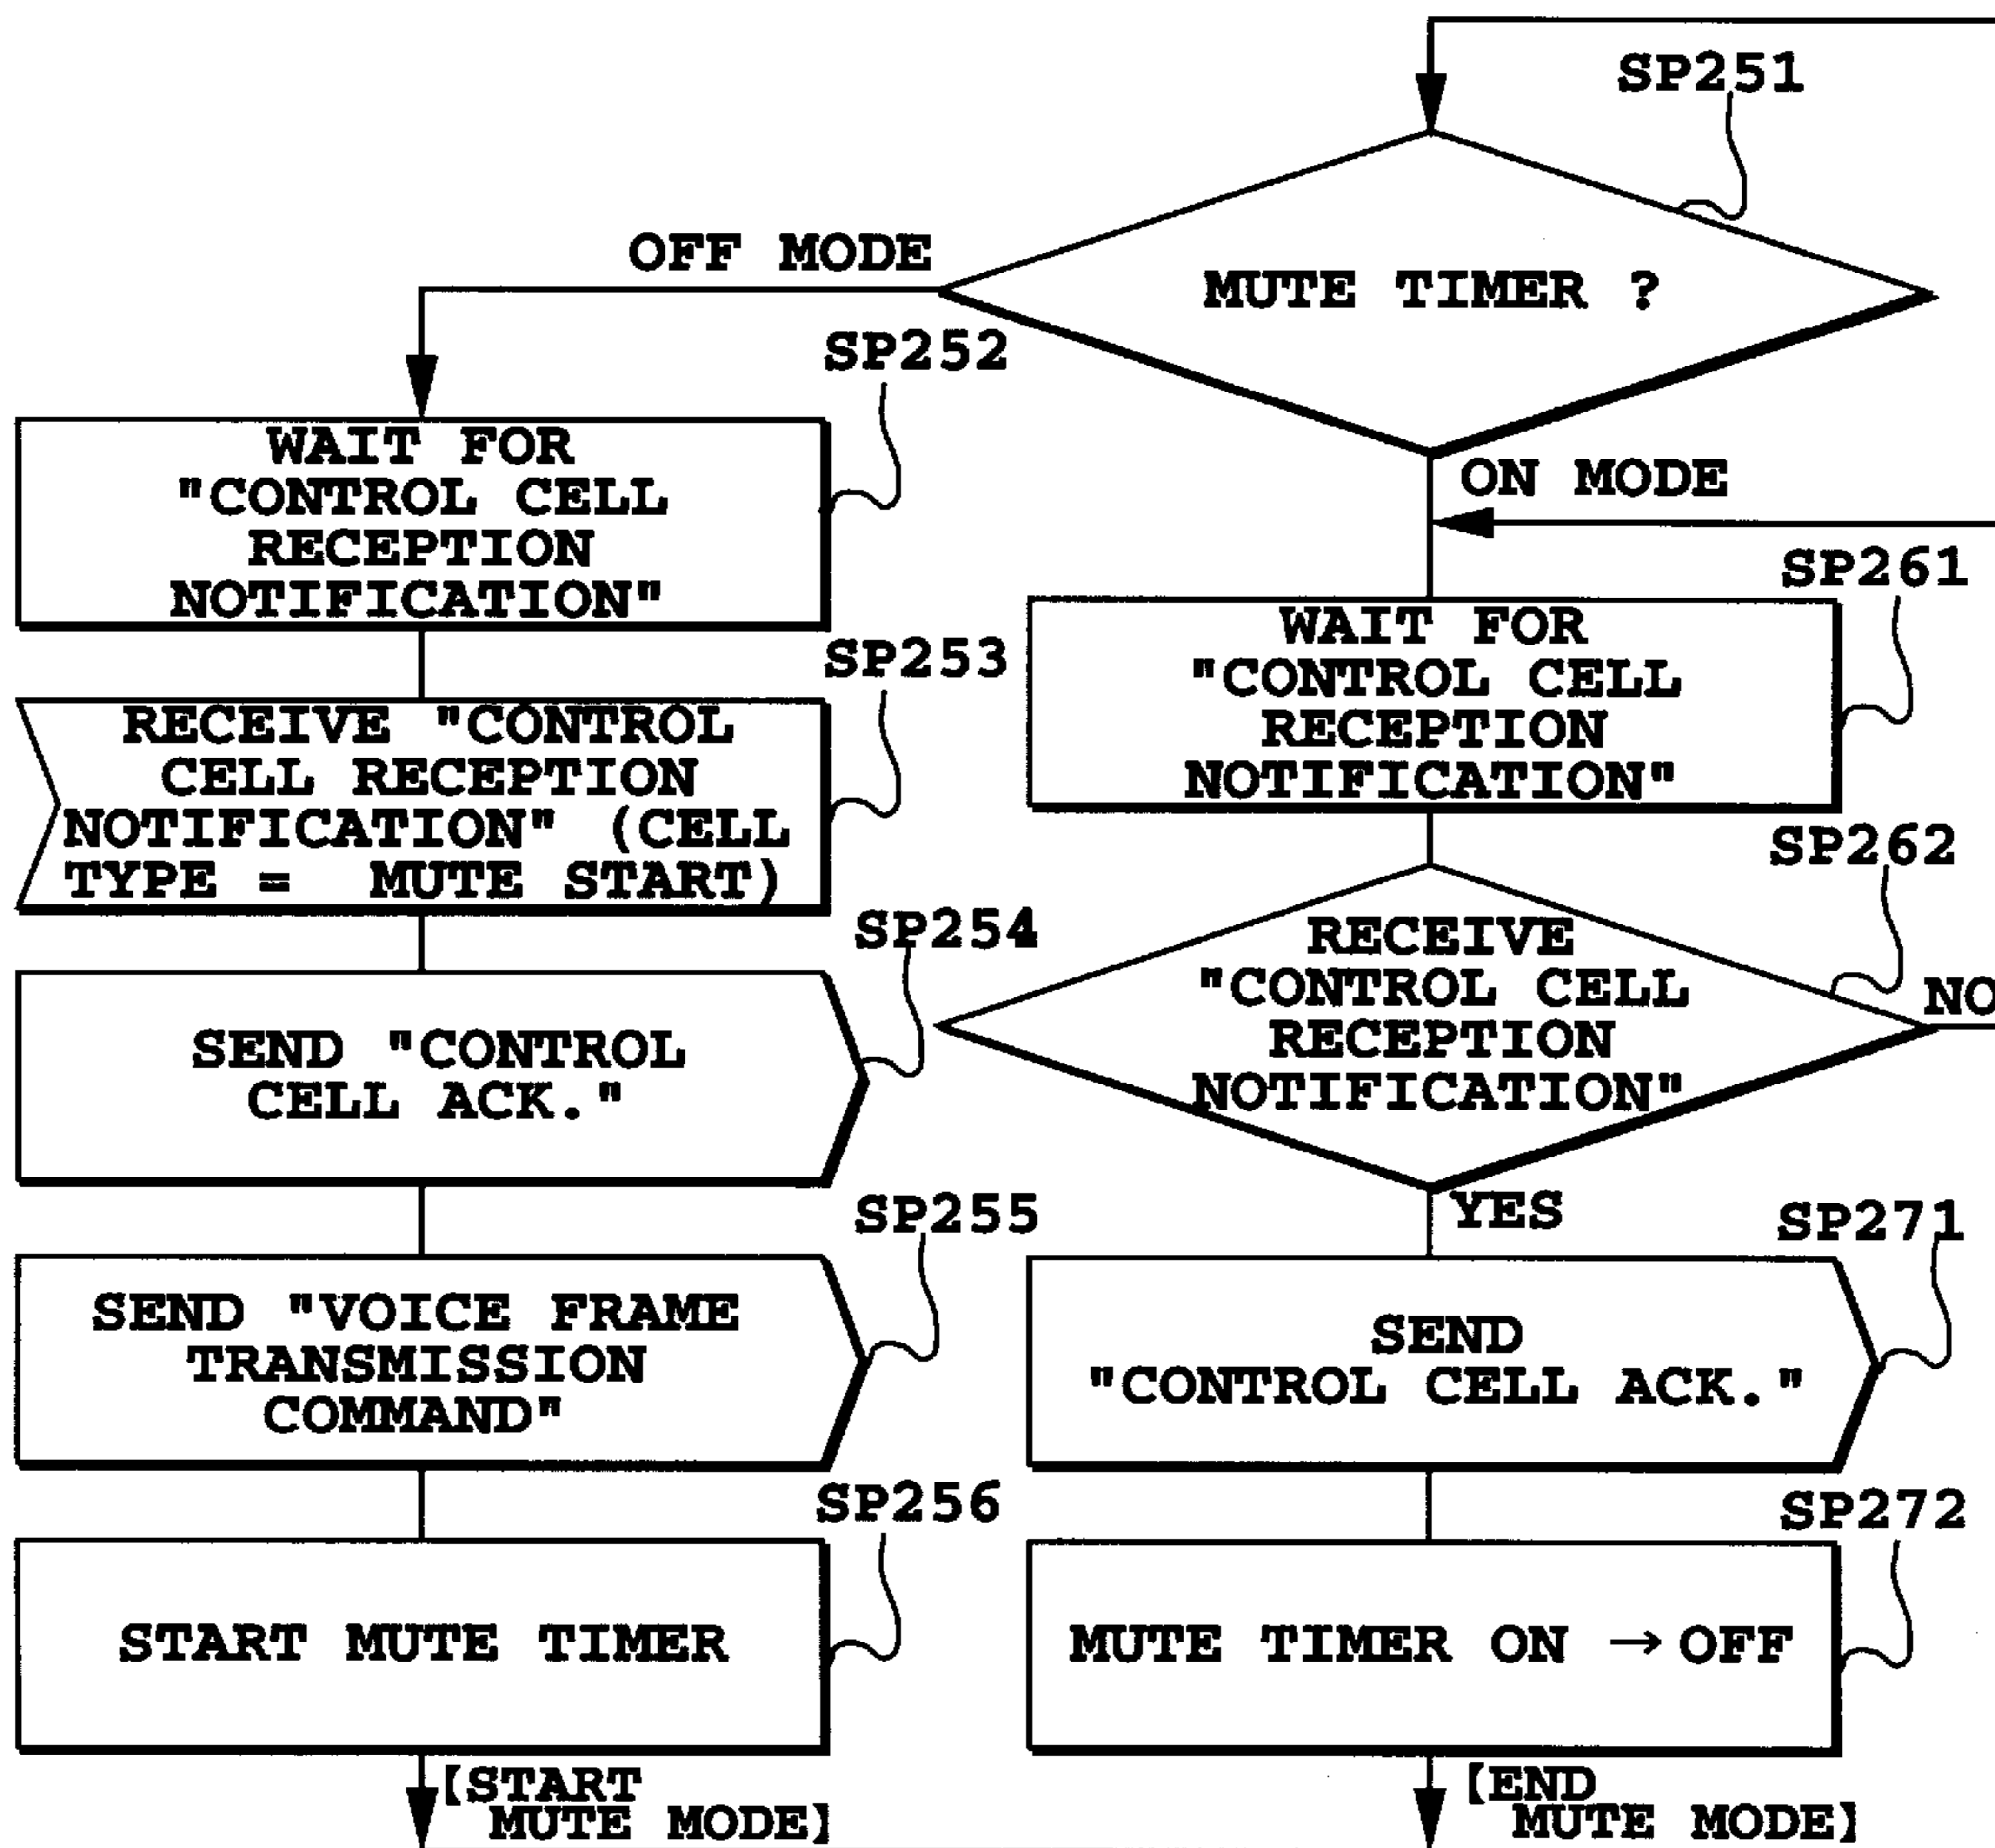 SP251
MUTE TIMER ?
OFF MODE
SP252
WAIT FOR
"CONTROL CELL
RECEPTION
NOTIFICATION"
SP253
RECEIVE "CONTROL
CELL RECEPTION
NOTIFICATION" (CELL
TYPE = MUTE START)
SP254
SEND "CONTROL
CELL ACK."
SP255
SEND "VOICE FRAME
TRANSMISSION
COMMAND"
SP256
START MUTE TIMER
[START
MUTE MODE]
ON MODE
SP261
WAIT FOR
"CONTROL CELL
RECEPTION
NOTIFICATION"
SP262
RECEIVE
"CONTROL CELL
RECEPTION
NOTIFICATION"
NO
YES
SP271
SEND
"CONTROL CELL ACK."
SP272
MUTE TIMER ON → OFF
[END
MUTE MODE]